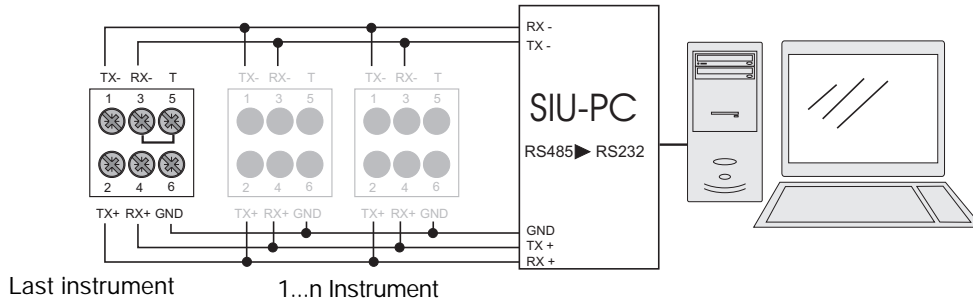 RX -
TX -
TX- RX- T
TX- RX- T
TX- RX- T
1 3 5
1 3 5
1 3 5
SIU-PC
RS485▶ RS232
2 4 6
2 4 6
2 4 6
TX+ RX+ GND
TX+ RX+ GND
TX+ RX+ GND
GND
TX +
RX +
Last instrument
1...n Instrument